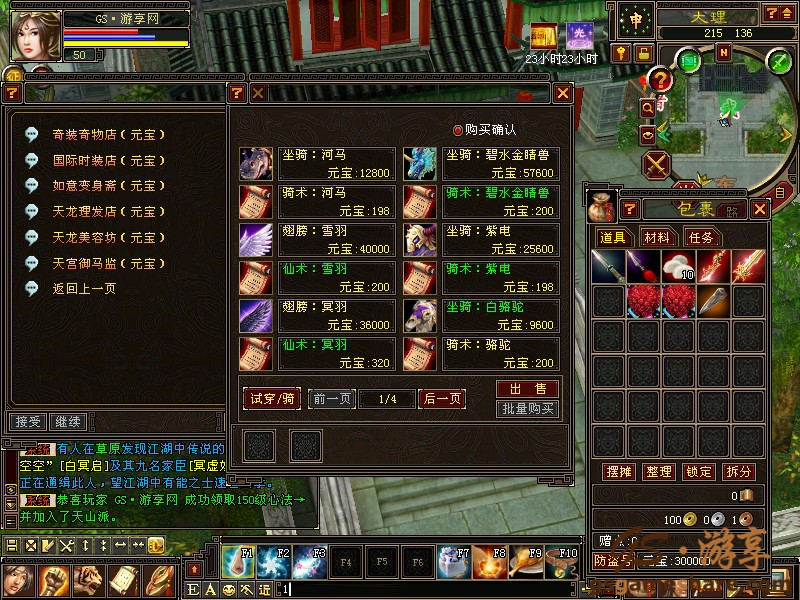 GS·游享网
50
23小时23小时
申
大理
215 136
N
奇装奇物店(元宝)
国际时装店(元宝)
如意变身斋(元宝)
天龙理发店(元宝)
天龙美容坊(元宝)
天宫御马监(元宝)
返回上一页
接受 继续
购买确认
坐骑:河马
元宝:12800
坐骑:碧水金睛兽
元宝:57600
骑术:河马
元宝:198
骑术:碧水金睛兽
元宝:200
翅膀:雪羽
元宝:40000
坐骑:紫电
元宝:25600
仙术:雪羽
元宝:200
骑术:紫电
元宝:198
翅膀:冥羽
元宝:36000
坐骑:白骆驼
元宝:9600
仙术:冥羽
元宝:320
骑术:骆驼
元宝:200
试穿/骑 前一页 1/4 后一页
出售
批量购买
包裹
道具 材料 任务
10
摆摊 整理 锁定 拆分
0
100 0 1
防盗号 元宝:300000
系统 有人在草原发现江湖中传说的
空空"[白冥启]及其九名家臣[冥虚
正在通缉此人,望江湖中有能之士速
系统 恭喜玩家 GS·游享网 成功领取150级心法→
并加入了天山派。
F1 F2 F3 F4 F5 F6 F7 F8 F9 F10
E A 近 1